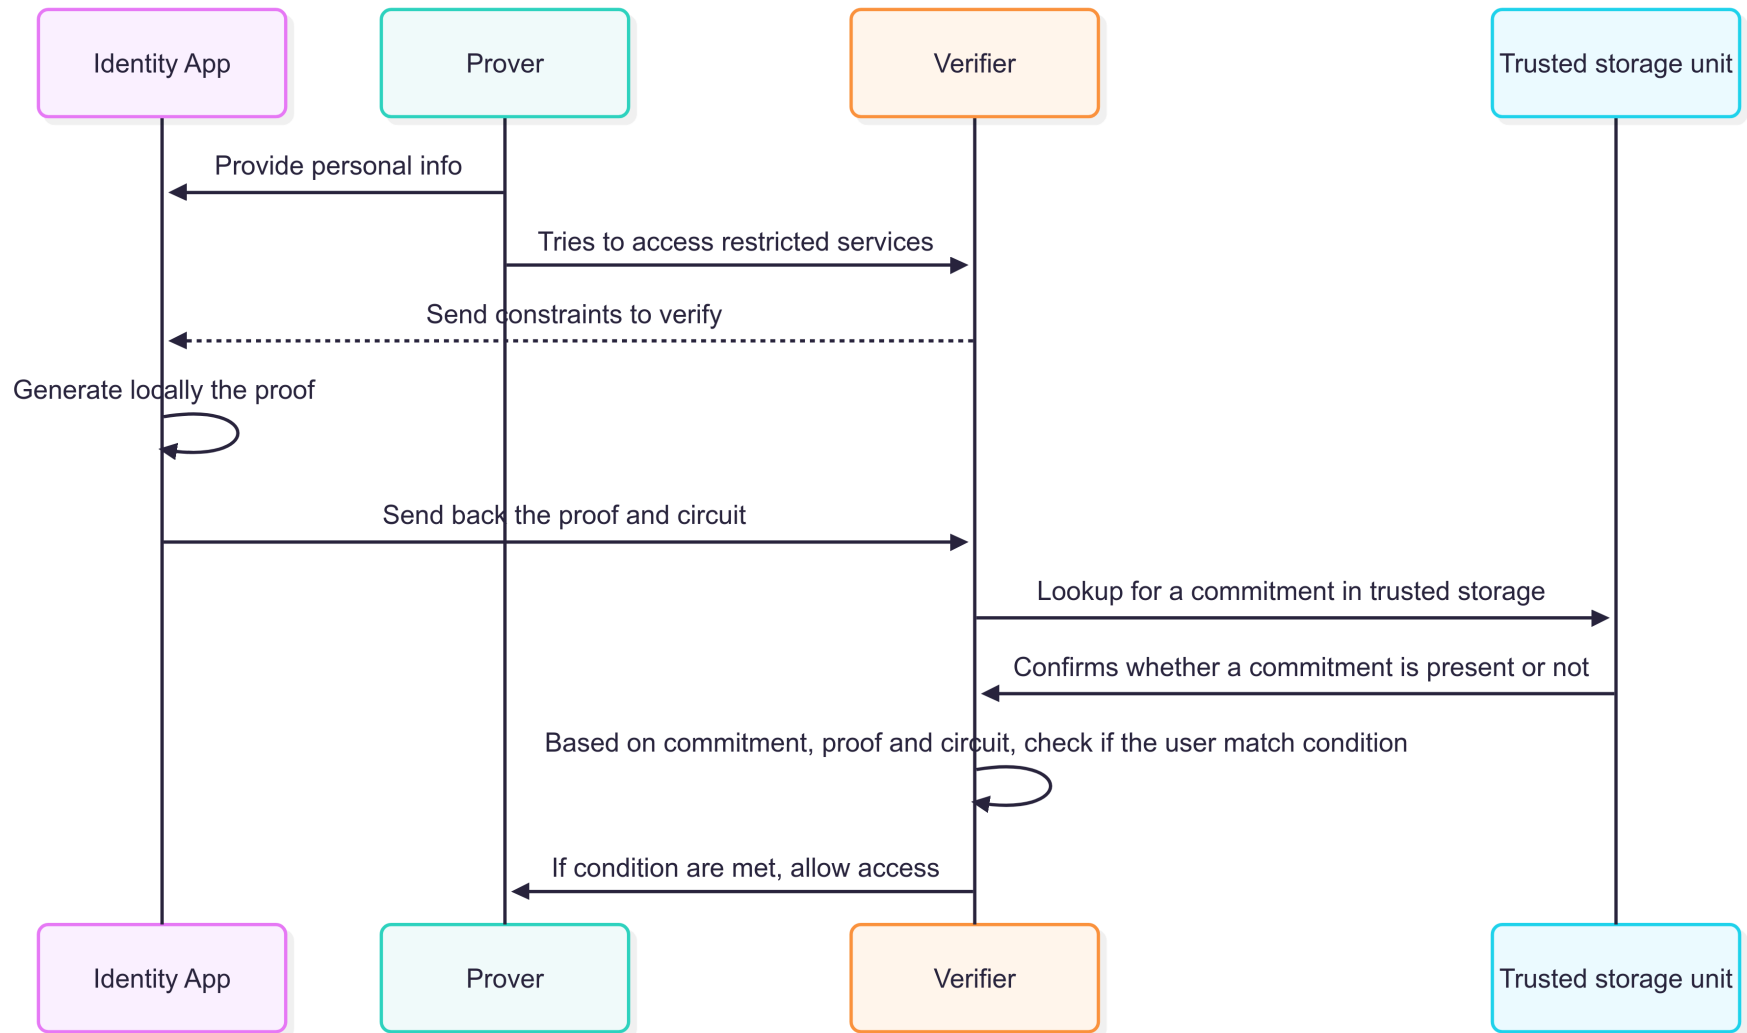 Identity App
Prover
Verifier
Trusted storage unit
Provide personal info
Tries to access restricted services
Send constraints to verify
Generate locally the proof
Send back the proof and circuit
Lookup for a commitment in trusted storage
Confirms whether a commitment is present or not
Based on commitment, proof and circuit, check if the user match condition
If condition are met, allow access
Identity App
Prover
Verifier
Trusted storage unit